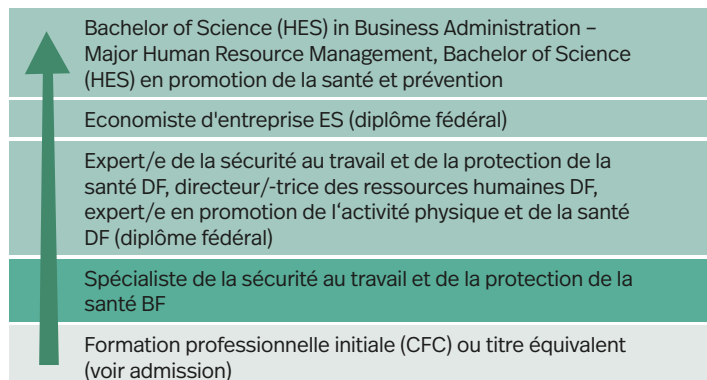 Bachelor of Science (HES) in Business Administration –
Major Human Resource Management, Bachelor of Science
(HES) en promotion de la santé et prévention
Economiste d'entreprise ES (diplôme fédéral)
Expert/e de la sécurité au travail et de la protection de la
santé DF, directeur/-trice des ressources humaines DF,
expert/e en promotion de l‘activité physique et de la santé
DF (diplôme fédéral)
Spécialiste de la sécurité au travail et de la protection de la
santé BF
Formation professionnelle initiale (CFC) ou titre équivalent
(voir admission)